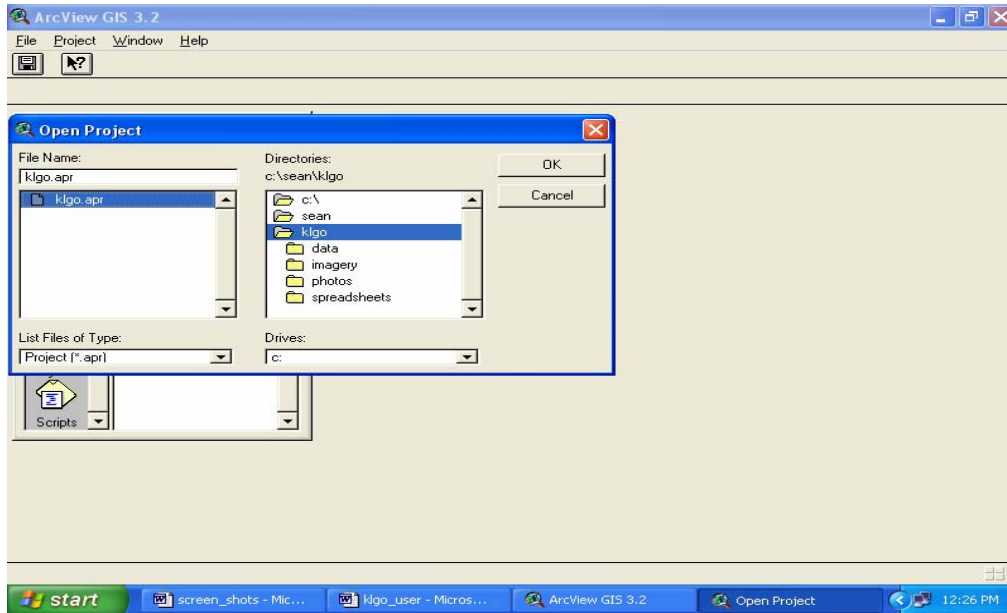 ArcView GIS 3.2
File Project Window Help
Open Project
File Name:
klgo.apr
klgo.apr
Directories:
c:\sean\klgo
c:\
sean
klgo
data
imagery
photos
spreadsheets
OK
Cancel
List Files of Type:
Project (*.apr)
Drives:
c:
Scripts
start
screen_shots - Mic...
klgo_user - Micros...
ArcView GIS 3.2
Open Project
12:26 PM